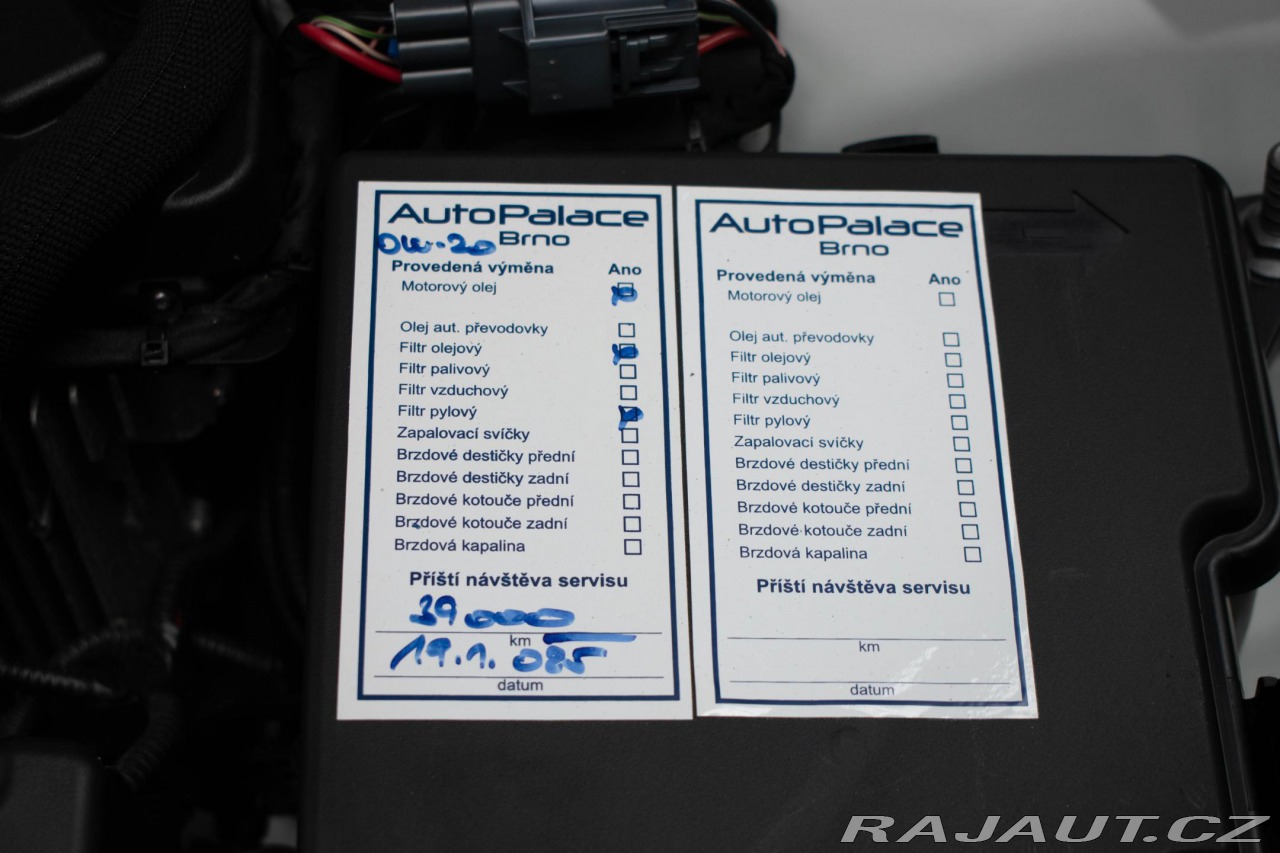 AutoPalace
Brno
0W-20
Provedená výměna Ano
Motorový olej
Olej aut. převodovky
Filtr olejový
Filtr palivový
Filtr vzduchový
Filtr pylový
Zapalovací svíčky
Brzdové destičky přední
Brzdové destičky zadní
Brzdové kotouče přední
Brzdové kotouče zadní
Brzdová kapalina
Příští návštěva servisu
39000
km
19.1.025
datum
AutoPalace
Brno
Provedená výměna Ano
Motorový olej
Olej aut. převodovky
Filtr olejový
Filtr palivový
Filtr vzduchový
Filtr pylový
Zapalovací svíčky
Brzdové destičky přední
Brzdové destičky zadní
Brzdové kotouče přední
Brzdové kotouče zadní
Brzdová kapalina
Příští návštěva servisu
km
datum
RAJAUT.CZ